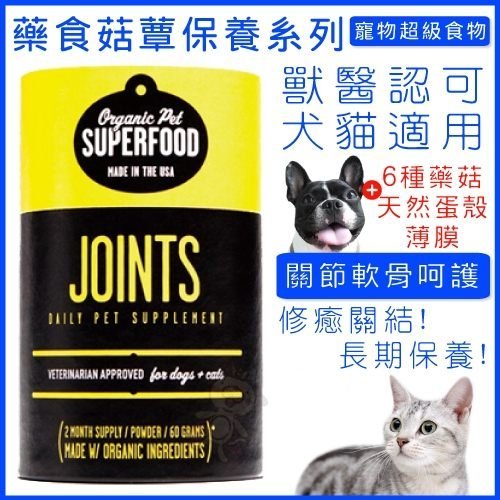 藥食菇蕈保養系列
寵物超級食物
獸醫認可
犬貓適用
+
6種藥菇
天然蛋殼
薄膜
關節軟骨呵護
修癒關結!
長期保養!
Organic Pet
SUPERFOOD
MADE IN THE USA
JOINTS
DAILY PET SUPPLEMENT
VETERINARIAN APPROVED for dogs + cats
(2 MONTH SUPPLY / POWDER / 60 GRAMS)*
MADE W/ ORGANIC INGREDIENTS